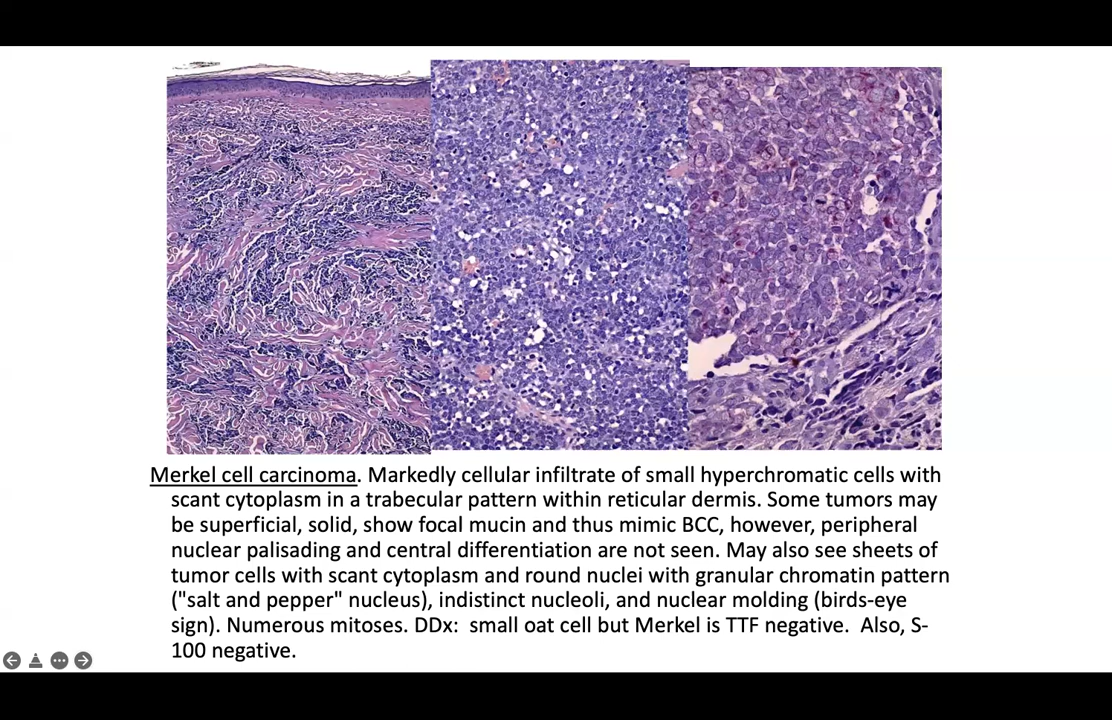 Merkel cell carcinoma. Markedly cellular infiltrate of small hyperchromatic cells with
scant cytoplasm in a trabecular pattern within reticular dermis. Some tumors may
be superficial, solid, show focal mucin and thus mimic BCC, however, peripheral
nuclear palisading and central differentiation are not seen. May also see sheets of
tumor cells with scant cytoplasm and round nuclei with granular chromatin pattern
("salt and pepper" nucleus), indistinct nucleoli, and nuclear molding (birds-eye
sign). Numerous mitoses. DDx:  small oat cell but Merkel is TTF negative.  Also, S-
100 negative.